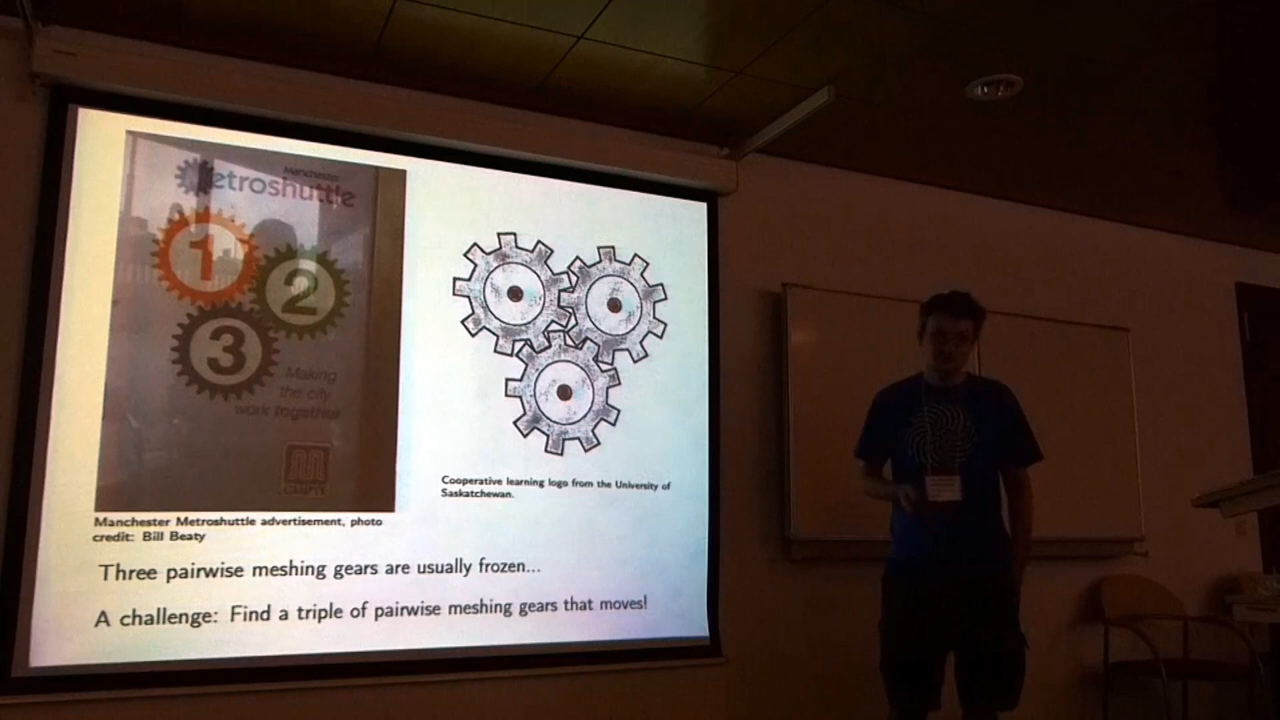 Manchester
Metroshuttle
1
2
3
Making
the city
work together
GMPTE
Cooperative learning logo from the University of
Saskatchewan.
Manchester Metroshuttle advertisement, photo
credit: Bill Beaty
Three pairwise meshing gears are usually frozen...
A challenge: Find a triple of pairwise meshing gears that moves!